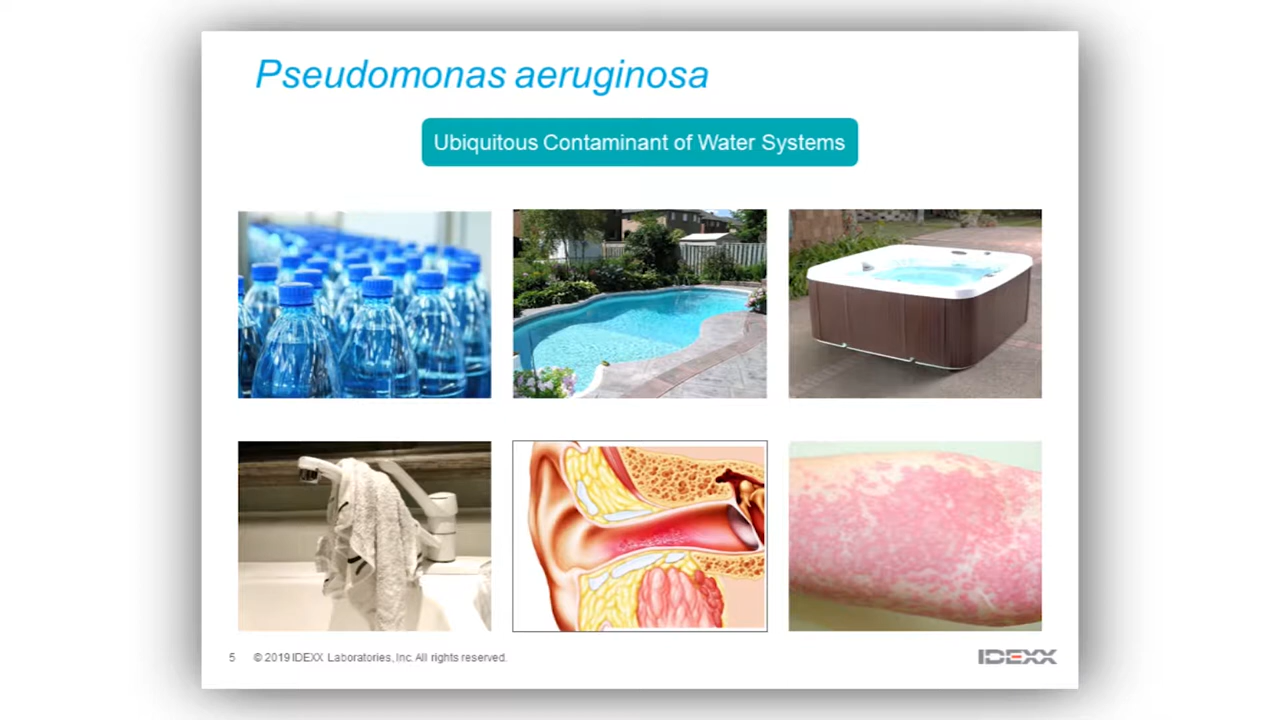 Pseudomonas aeruginosa
Ubiquitous Contaminant of Water Systems
5 © 2019 IDEXX Laboratories, Inc. All rights reserved.
IDEXX